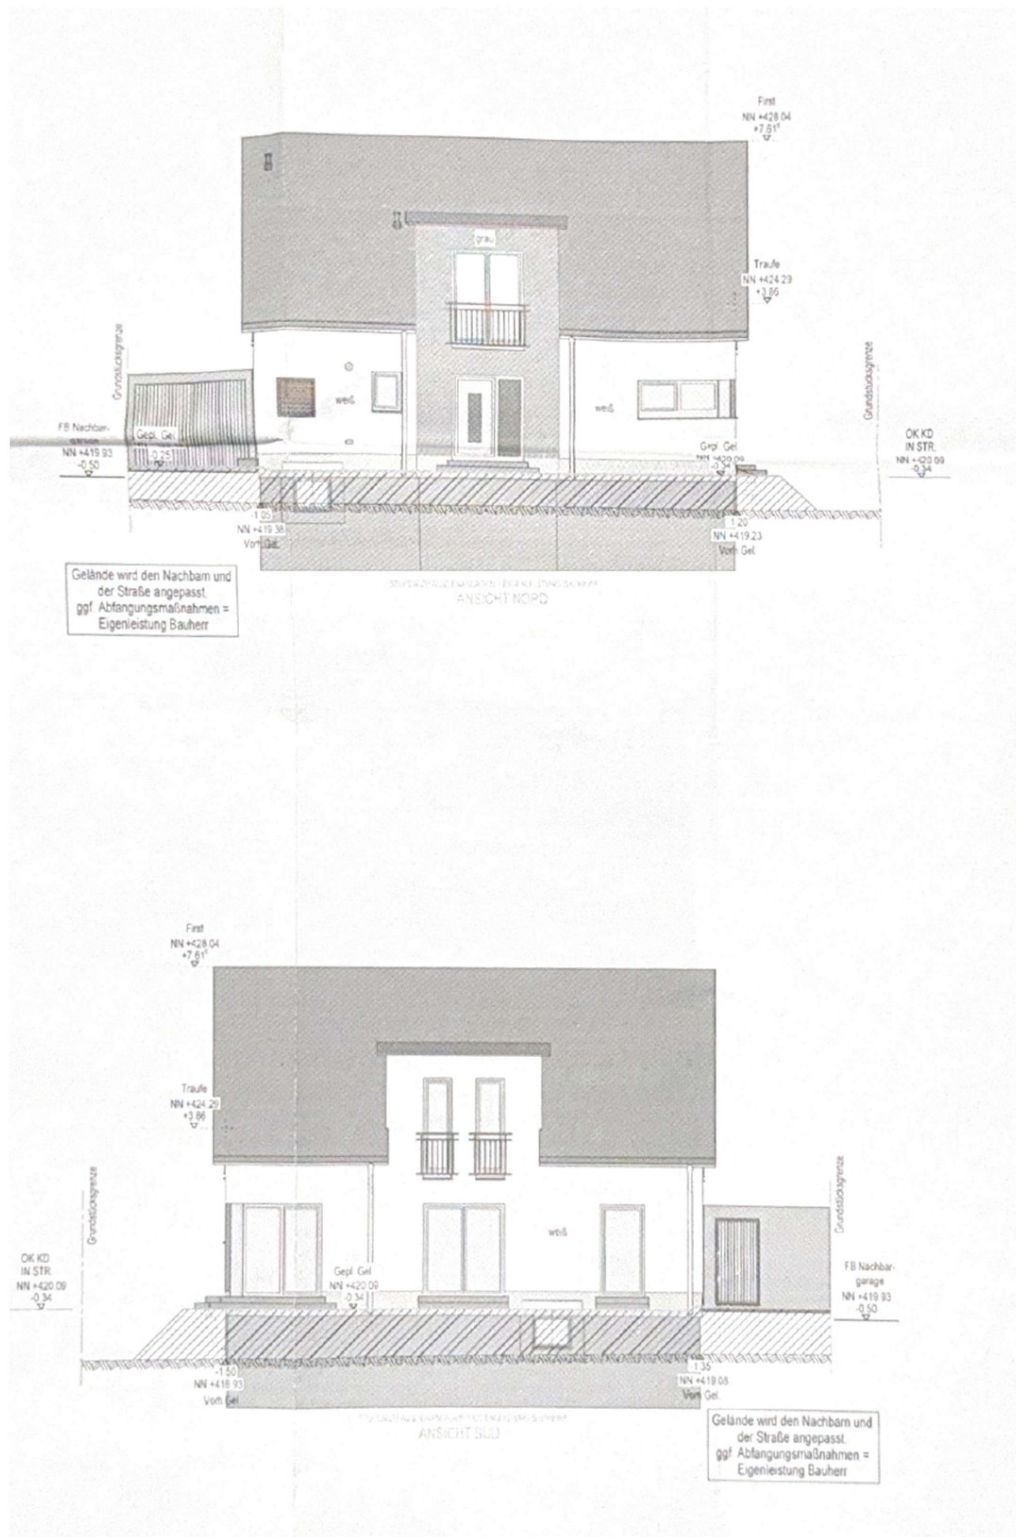 First
NN +428.04
+7.61⁵
grau
Traufe
NN +424.29
+3.86
Grundstücksgrenze
Grundstücksgrenze
weiß
weiß
FB Nachbar-
NN +419.93
-0.50
Gepl. Gel.
-0.25
Gepl. Gel.
-0.34
OK KD
IN STR.
NN +420.09
-0.34
-1.05
NN +419.38
Vorh.Gel.
-1.20
NN +419.23
Vorh.Gel.
Gelände wird den Nachbarn und
der Straße angepasst.
ggf. Abfangungsmaßnahmen =
Eigenleistung Bauherr
ANSICHT NORD
First
NN +428.04
+7.61⁵
Traufe
NN +424.29
+3.86
Grundstücksgrenze
Grundstücksgrenze
weiß
OK KD
IN STR.
NN +420.09
-0.34
Gepl. Gel.
NN +420.09
-0.34
FB Nachbar-
garage
NN +419.93
-0.50
-1.50
NN +418.93
Vorh.Gel.
-1.35
NN +419.08
Vorh.Gel.
ANSICHT SÜD
Gelände wird den Nachbarn und
der Straße angepasst.
ggf. Abfangungsmaßnahmen =
Eigenleistung Bauherr